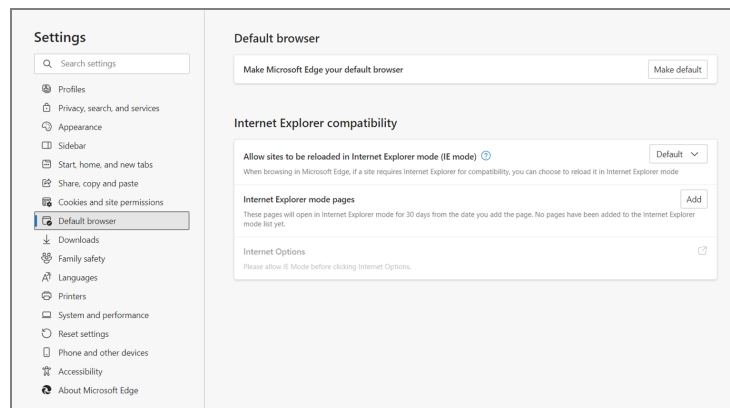 Settings
Search settings
Profiles
Privacy, search, and services
Appearance
Sidebar
Start, home, and new tabs
Share, copy and paste
Cookies and site permissions
Default browser
Downloads
Family safety
Languages
Printers
System and performance
Reset settings
Phone and other devices
Accessibility
About Microsoft Edge
Default browser
Make Microsoft Edge your default browser
Make default
Internet Explorer compatibility
Allow sites to be reloaded in Internet Explorer mode (IE mode)
Default
When browsing in Microsoft Edge, if a site requires Internet Explorer for compatibility, you can choose to reload it in Internet Explorer mode
Internet Explorer mode pages
Add
These pages will open in Internet Explorer mode for 30 days from the date you add the page. No pages have been added to the Internet Explorer
mode list yet.
Internet Options
Please allow IE Mode before clicking Internet Options.